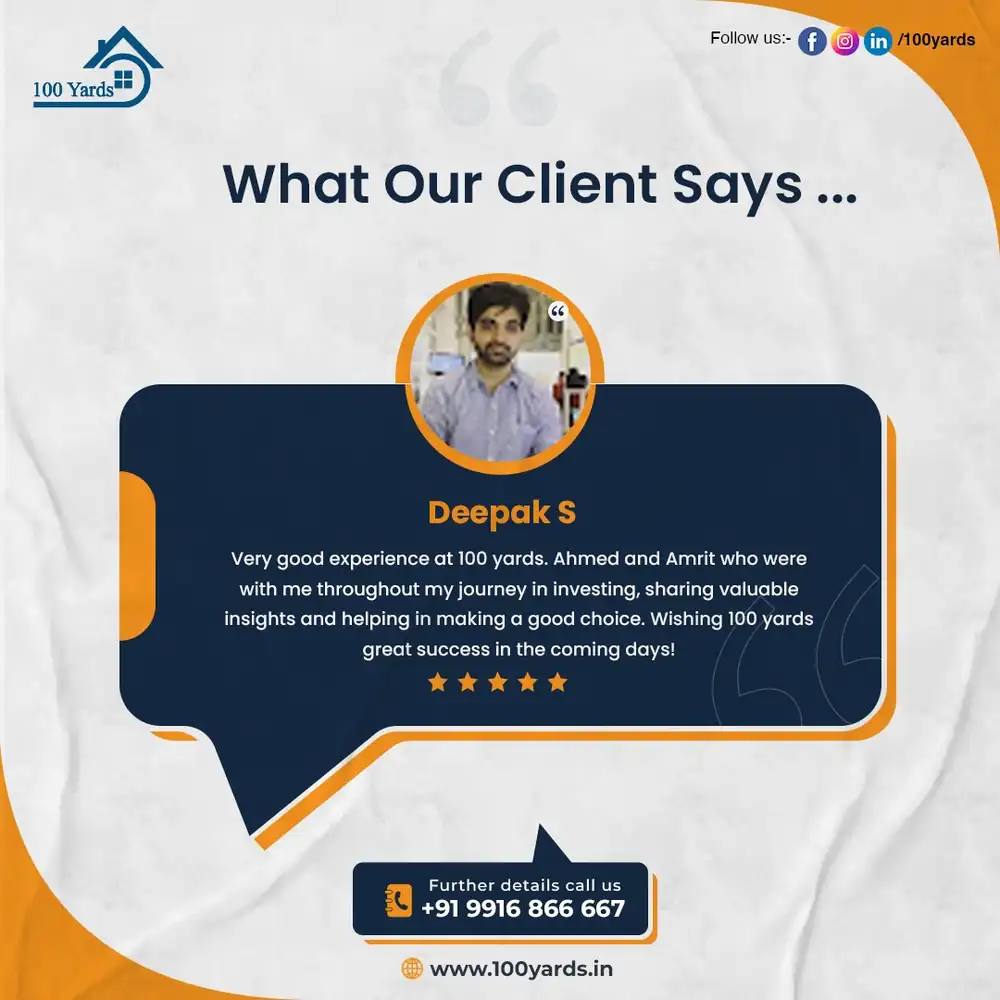 100 Yards
Follow us:- /100yards
What Our Client Says ...
Deepak S
Very good experience at 100 yards. Ahmed and Amrit who were
with me throughout my journey in investing, sharing valuable
insights and helping in making a good choice. Wishing 100 yards
great success in the coming days!
Further details call us
+91 9916 866 667
www.100yards.in